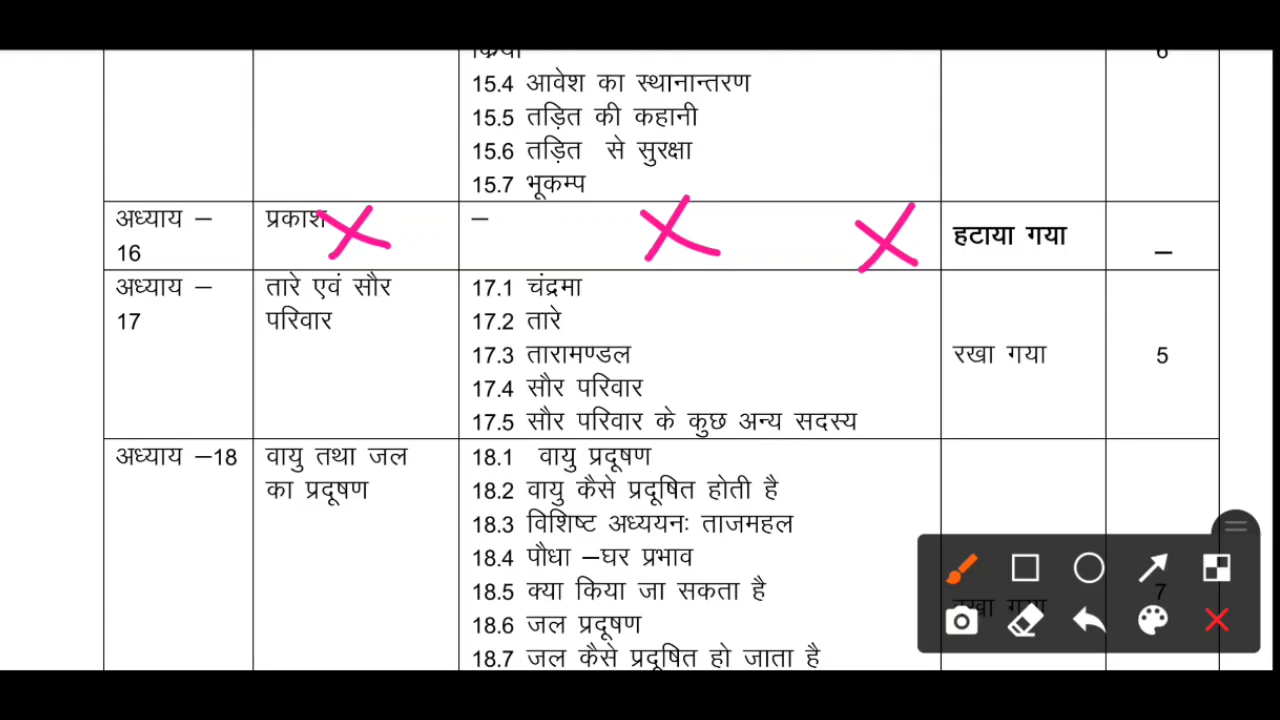 क्रिया
6
15.4 आवेश का स्थानान्तरण
15.5 तड़ित की कहानी
15.6 तड़ित से सुरक्षा
15.7 भूकम्प
अध्याय – 16
प्रकाश
–
हटाया गया
–
अध्याय – 17
तारे एवं सौर
परिवार
17.1 चंद्रमा
17.2 तारे
17.3 तारामण्डल
17.4 सौर परिवार
17.5 सौर परिवार के कुछ अन्य सदस्य
रखा गया
5
अध्याय –18
वायु तथा जल
का प्रदूषण
18.1 वायु प्रदूषण
18.2 वायु कैसे प्रदूषित होती है
18.3 विशिष्ट अध्ययनः ताजमहल
18.4 पौधा –घर प्रभाव
18.5 क्या किया जा सकता है
18.6 जल प्रदूषण
18.7 जल कैसे प्रदूषित हो जाता है
रखा गया
7